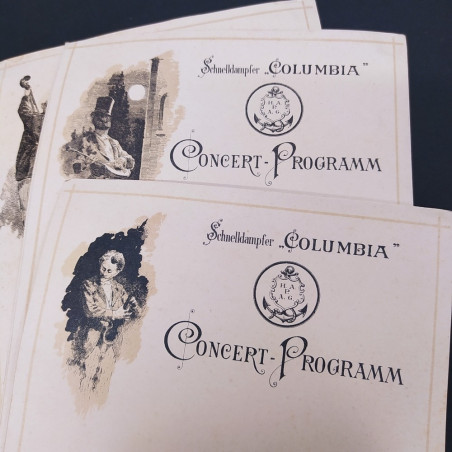 Schnelldampfer „COLUMBIA"
H. A.
P.
A. G.
CONCERT-PROGRAMM
Schnelldampfer „COLUMBIA"
H. A.
P.
A. G.
CONCERT-PROGRAMM